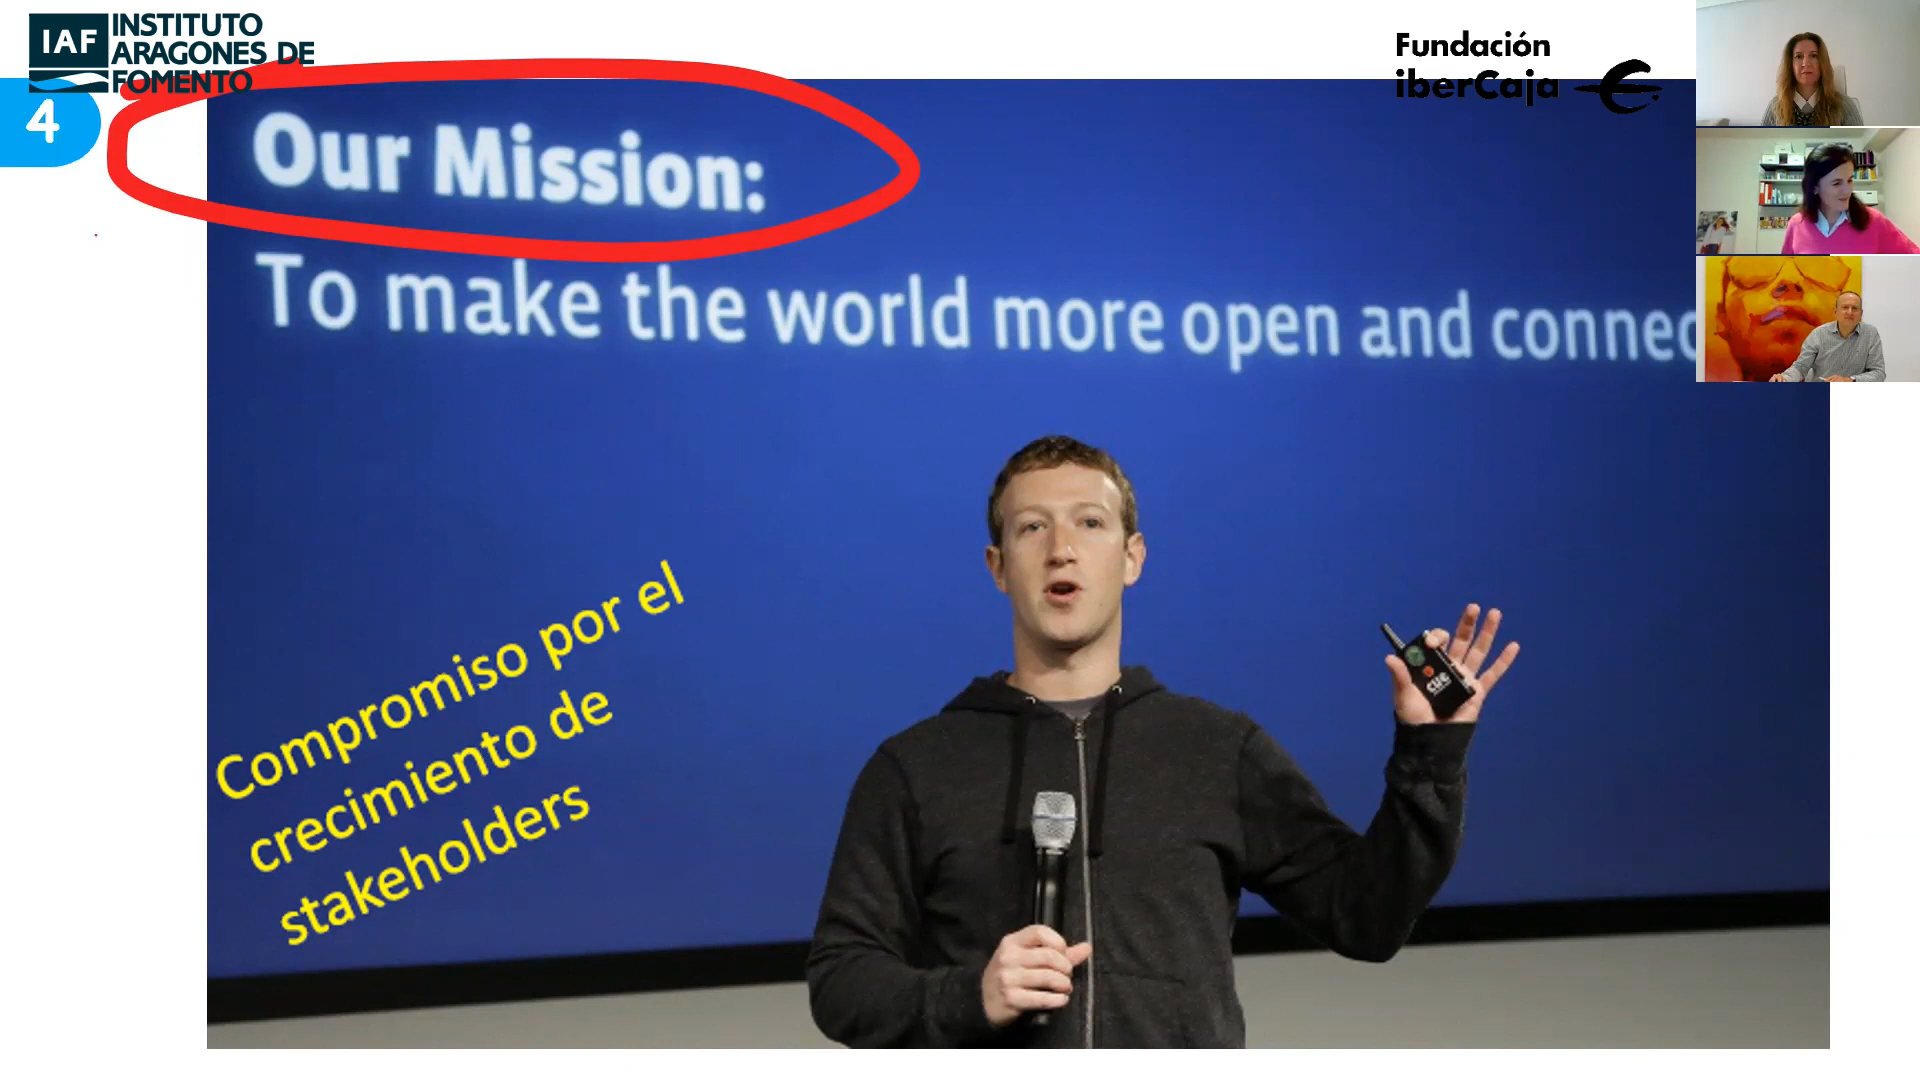 IAF
INSTITUTO
ARAGONES DE
FOMENTO
Fundación
iberCaja
4
Our Mission:
To make the world more open and connec
Compromiso por el
crecimiento de
stakeholders
cue